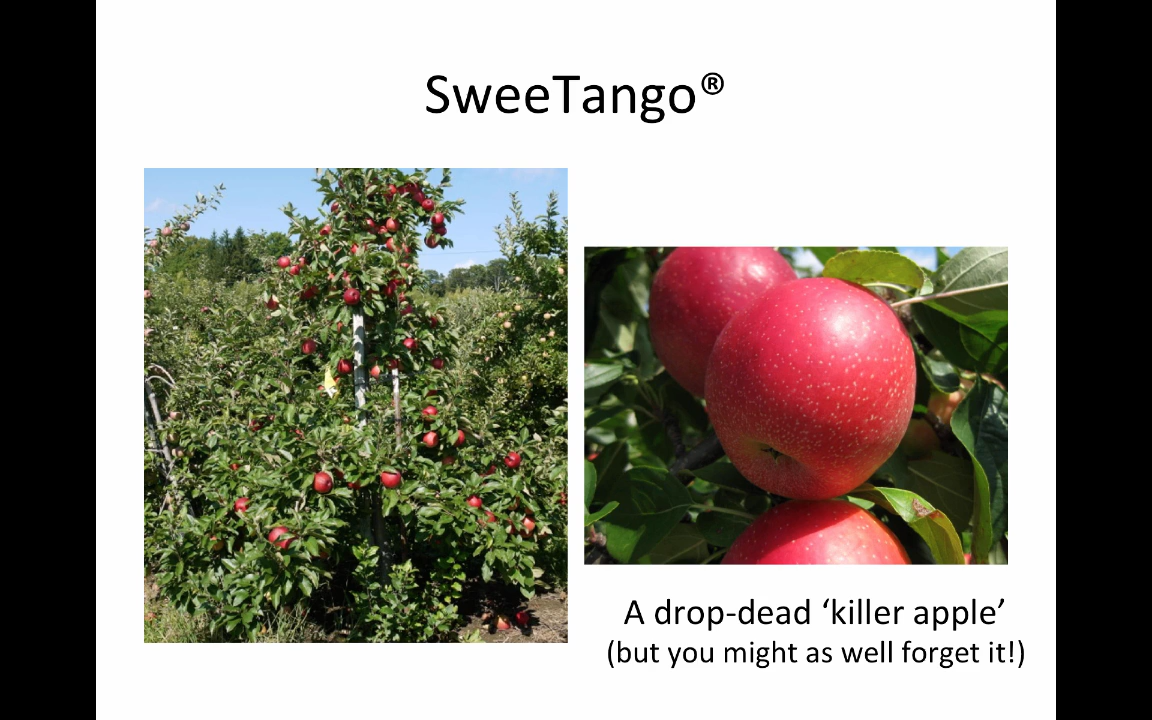 SweeTango®
A drop-dead ‘killer apple’
(but you might as well forget it!)